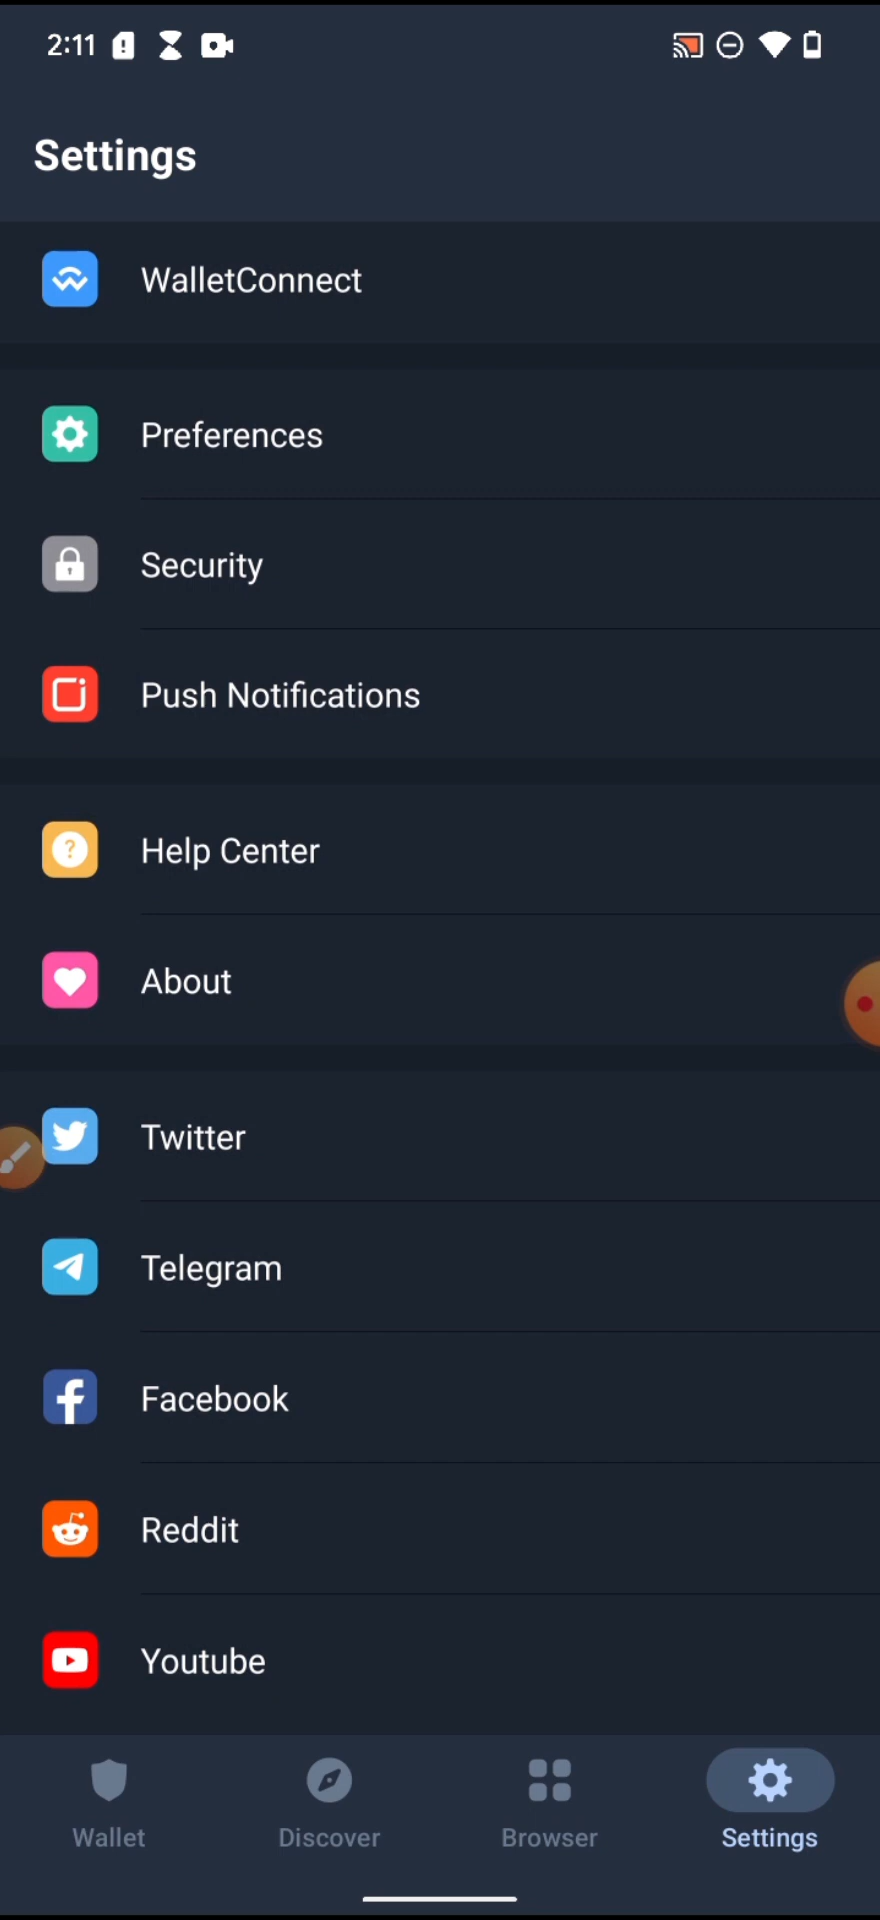 2:11
Settings
WalletConnect
Preferences
Security
Push Notifications
Help Center
About
Twitter
Telegram
Facebook
Reddit
Youtube
Wallet
Discover
Browser
Settings